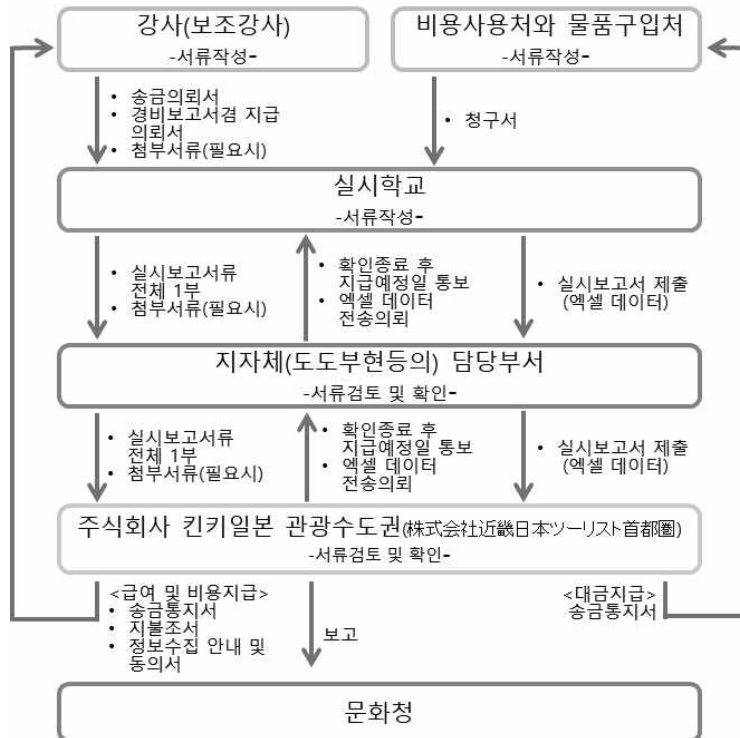 강사(보조강사)
-서류작성-
비용사용처와 물품구입처
-서류작성-
• 송금의뢰서
• 경비보고서겸 지급
의뢰서
• 첨부서류(필요시)
• 청구서
실시학교
-서류작성-
• 실시보고서류
전체 1부
• 첨부서류(필요시)
• 확인종료 후
지급예정일 통보
• 엑셀 데이터
전송의뢰
• 실시보고서 제출
(엑셀 데이터)
지자체(도도부현등의) 담당부서
-서류검토 및 확인-
• 실시보고서류
전체 1부
• 첨부서류(필요시)
• 확인종료 후
지급예정일 통보
• 엑셀 데이터
전송의뢰
• 실시보고서 제출
(엑셀 데이터)
주식회사 킨키일본 관광수도권(株式会社近畿日本ツーリスト首都圏)
-서류검토 및 확인-
<급여 및 비용지급>
• 송금통지서
• 지불조서
• 정보수집 안내 및
동의서
보고
<대금지급>
송금통지서
문화청